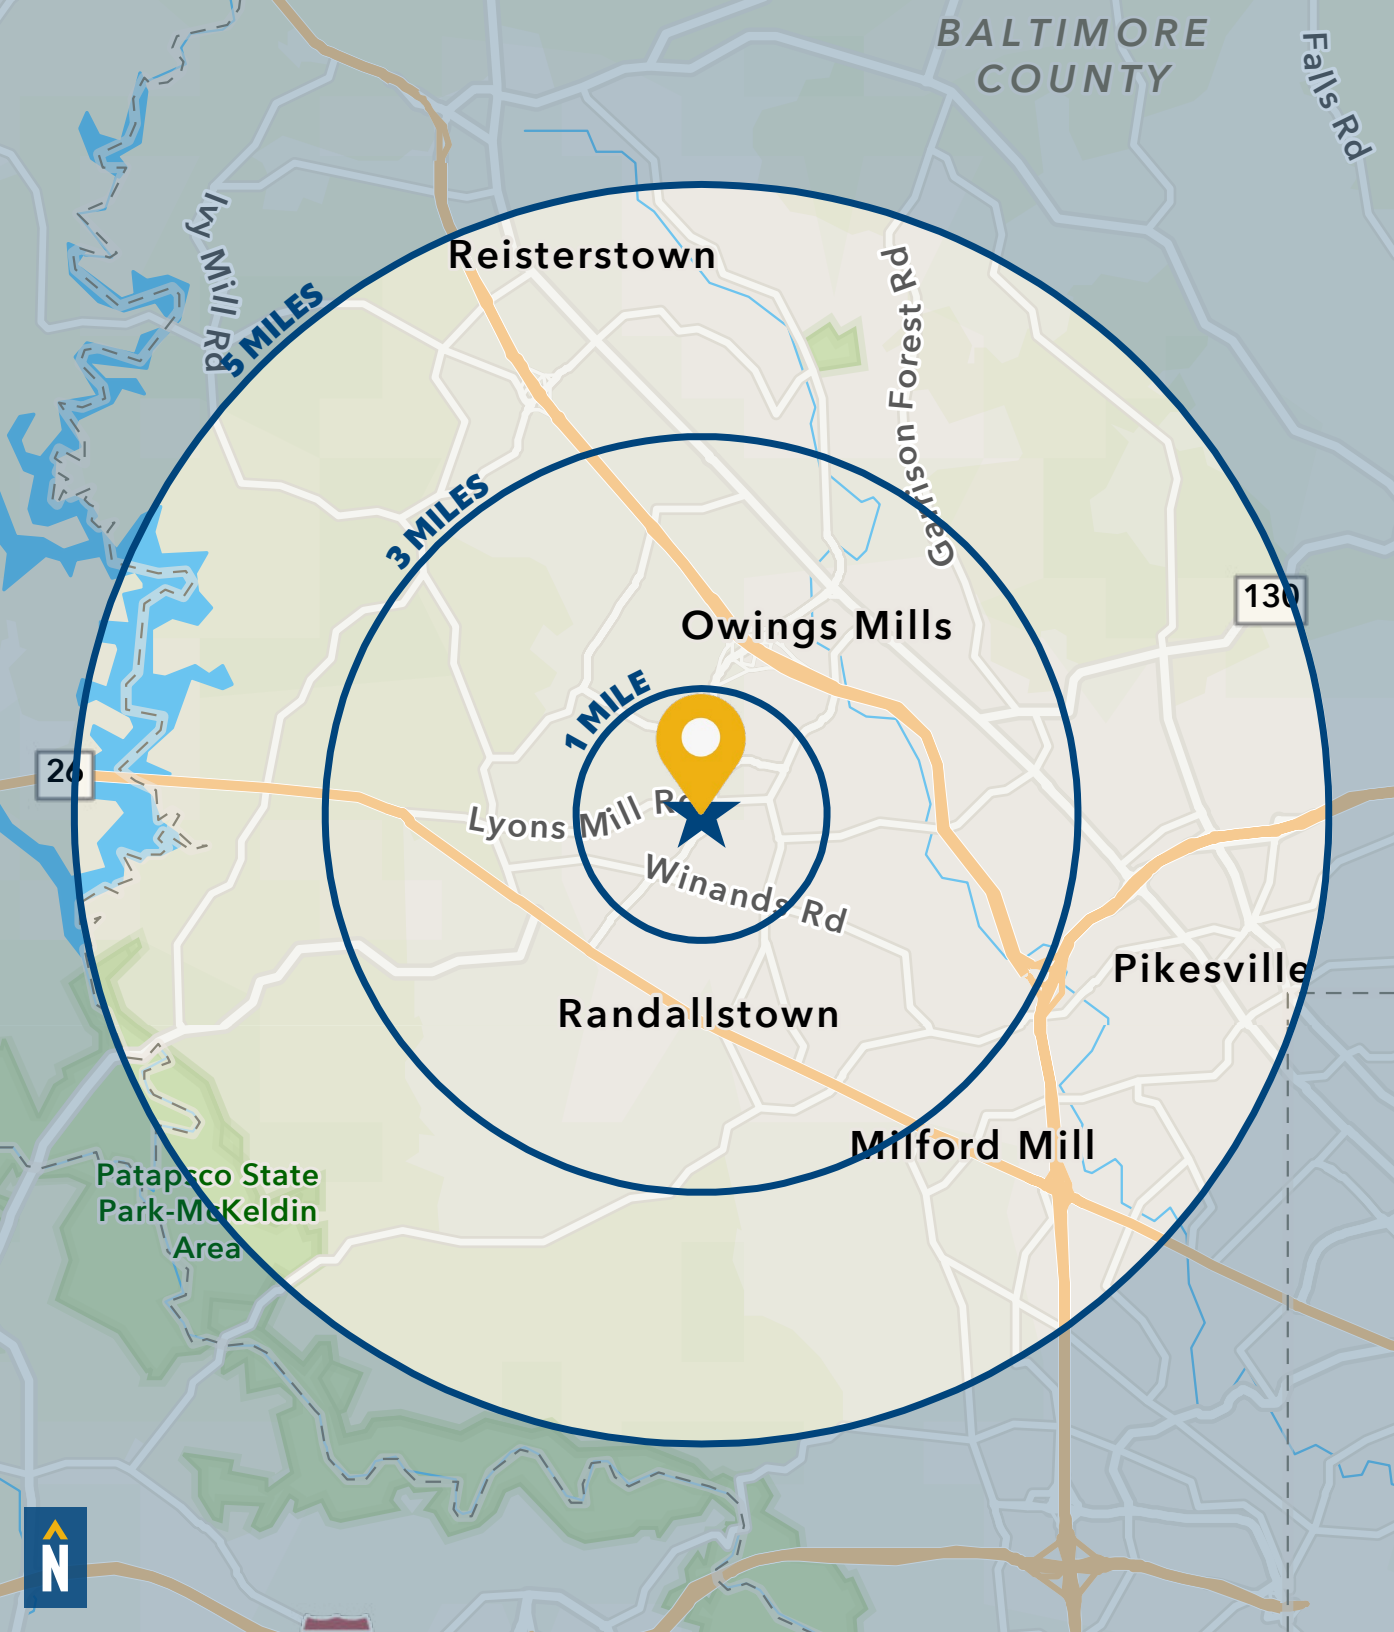 BALTIMORE
COUNTY
Falls Rd
Ivy Mill Rd
Reisterstown
Garrison Forest Rd
5 MILES
3 MILES
130
Owings Mills
1 MILE
26
Lyons Mill Rd
Winands Rd
Pikesville
Randallstown
Milford Mill
Patapsco State
Park-McKeldin
Area
N